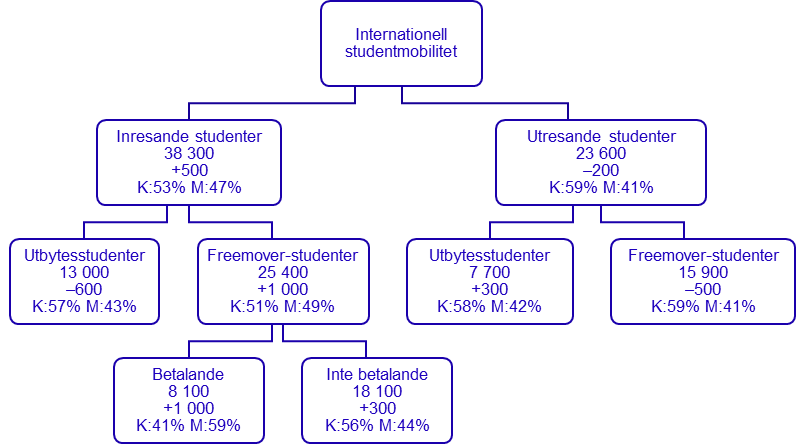 Internationell
studentmobilitet
Inresande studenter
38 300
+500
K:53% M:47%
Utresande studenter
23 600
–200
K:59% M:41%
Utbytesstudenter
13 000
–600
K:57% M:43%
Freemover-studenter
25 400
+1 000
K:51% M:49%
Utbytesstudenter
7 700
+300
K:58% M:42%
Freemover-studenter
15 900
–500
K:59% M:41%
Betalande
8 100
+1 000
K:41% M:59%
Inte betalande
18 100
+300
K:56% M:44%